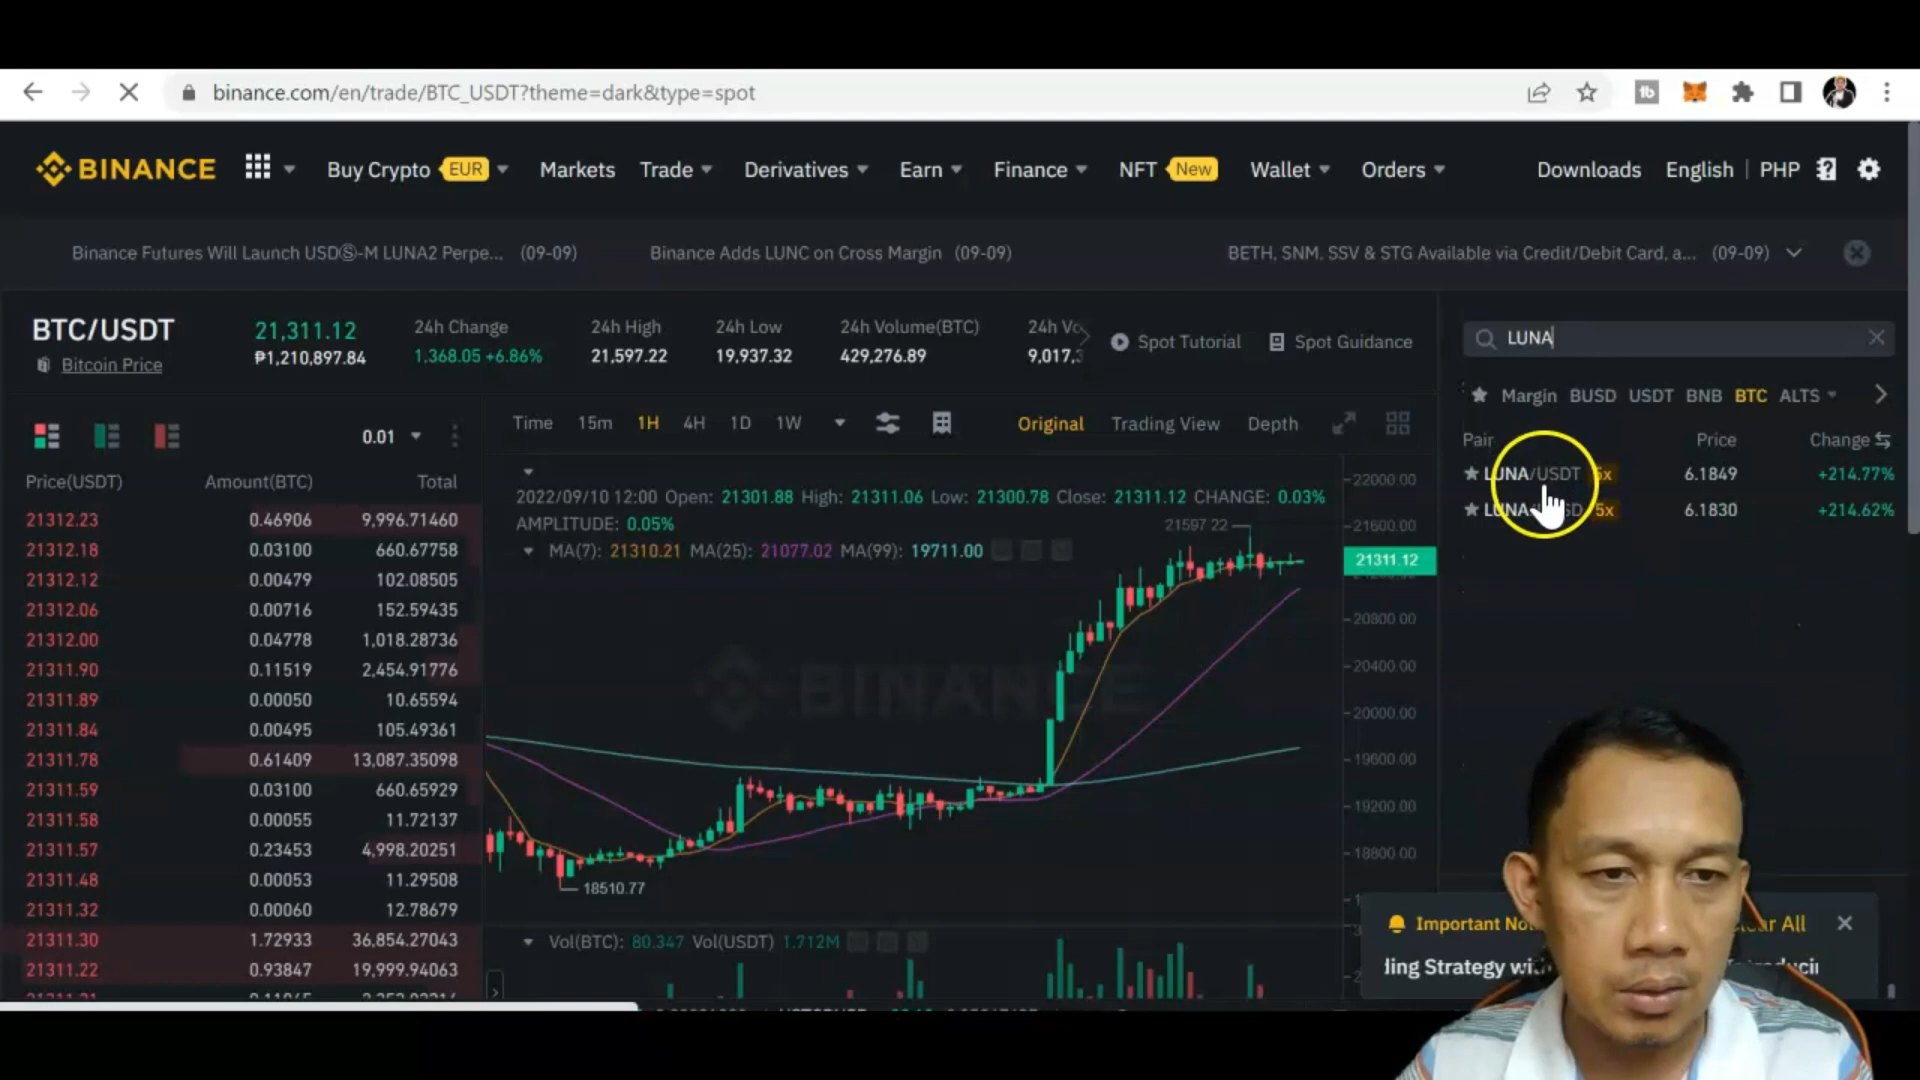 binance.com/en/trade/BTC_USDT?theme=dark&type=spot
BINANCE
Buy Crypto EUR
Markets
Trade
Derivatives
Earn
Finance
NFT New
Wallet
Orders
Downloads
English | PHP
Binance Futures Will Launch USDⓈ-M LUNA2 Perpe... (09-09)
Binance Adds LUNC on Cross Margin (09-09)
BETH, SNM, SSV & STG Available via Credit/Debit Card, a... (09-09)
BTC/USDT
Bitcoin Price
21,311.12
₱1,210,897.84
24h Change
1,368.05 +6.86%
24h High
21,597.22
24h Low
19,937.32
24h Volume(BTC)
429,276.89
24h Vo
9,017,
Spot Tutorial
Spot Guidance
LUNA
Margin BUSD USDT BNB BTC ALTS
Pair Price Change
LUNA/USDT 5x 6.1849 +214.77%
LUNA 5x 6.1830 +214.62%
0.01
Price(USDT) Amount(BTC) Total
21312.23 0.46906 9,996.71460
21312.18 0.03100 660.67758
21312.12 0.00479 102.08505
21312.06 0.00716 152.59435
21312.00 0.04778 1,018.28736
21311.90 0.11519 2,454.91776
21311.89 0.00050 10.65594
21311.84 0.00495 105.49361
21311.78 0.61409 13,087.35098
21311.59 0.03100 660.65929
21311.58 0.00055 11.72137
21311.57 0.23453 4,998.20251
21311.48 0.00053 11.29508
21311.32 0.00060 12.78679
21311.30 1.72933 36,854.27043
21311.22 0.93847 19,999.94063
Time 15m 1H 4H 1D 1W
Original Trading View Depth
2022/09/10 12:00 Open: 21301.88 High: 21311.06 Low: 21300.78 Close: 21311.12 CHANGE: 0.03%
AMPLITUDE: 0.05%
MA(7): 21310.21 MA(25): 21077.02 MA(99): 19711.00
22000.00
21600.00
21311.12
20800.00
20400.00
20000.00
19600.00
19200.00
18800.00
21597.22
18510.77
BINANCE
Vol(BTC): 80.347 Vol(USDT) 1.712M
Important No
Clear All
ling Strategy wi